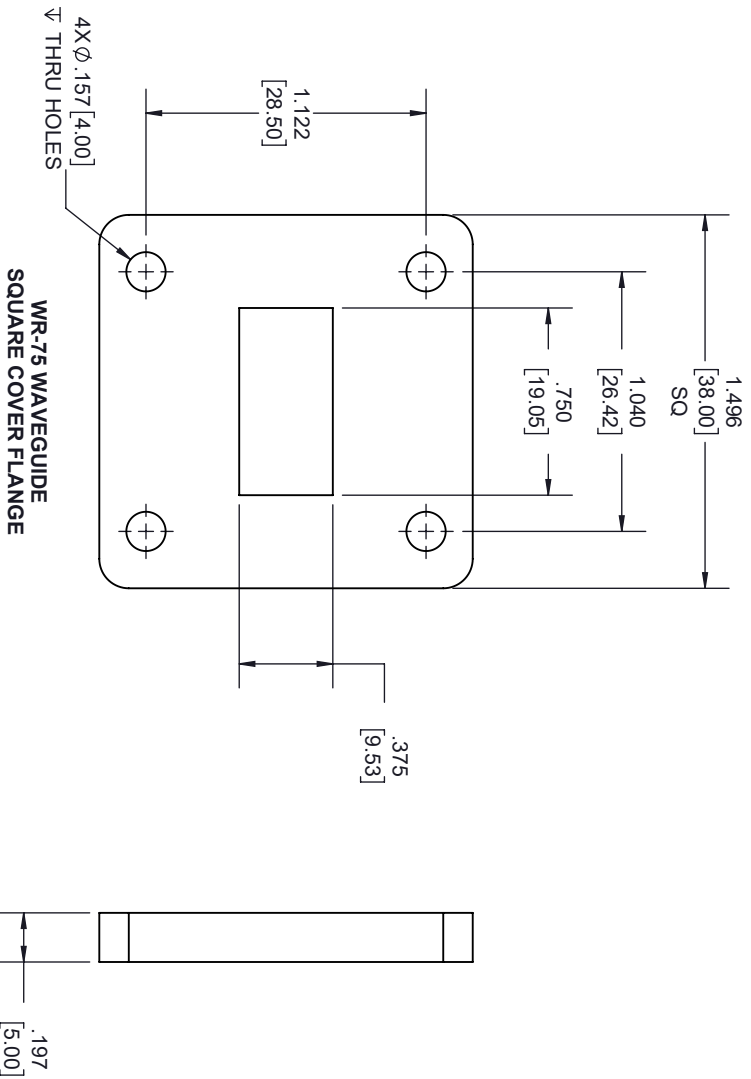 1.496
[38.00]
SQ
1.040
[26.42]
.750
[19.05]
1.122
[28.50]
4X Ø .157 [4.00]
↧ THRU HOLES
.375
[9.53]
.197
[5.00]
WR-75 WAVEGUIDE
SQUARE COVER FLANGE